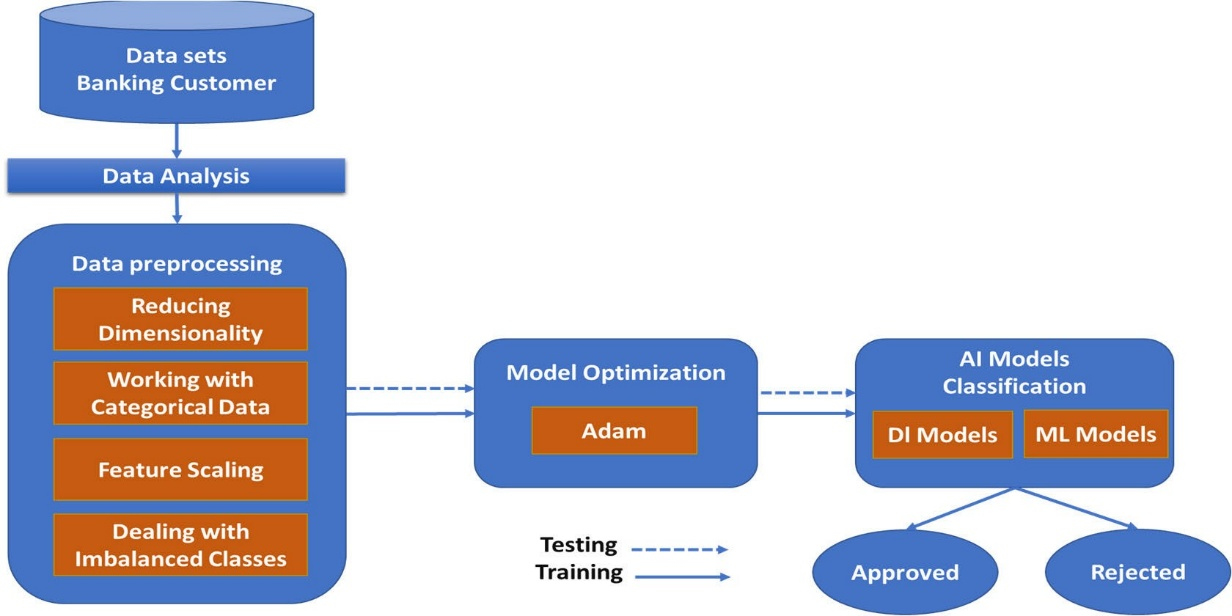 Data sets
Banking Customer
Data Analysis
Data preprocessing
Reducing
Dimensionality
Working with
Categorical Data
Feature Scaling
Dealing with
Imbalanced Classes
Model Optimization
Adam
AI Models
Classification
Dl Models
ML Models
Testing
Training
Approved
Rejected